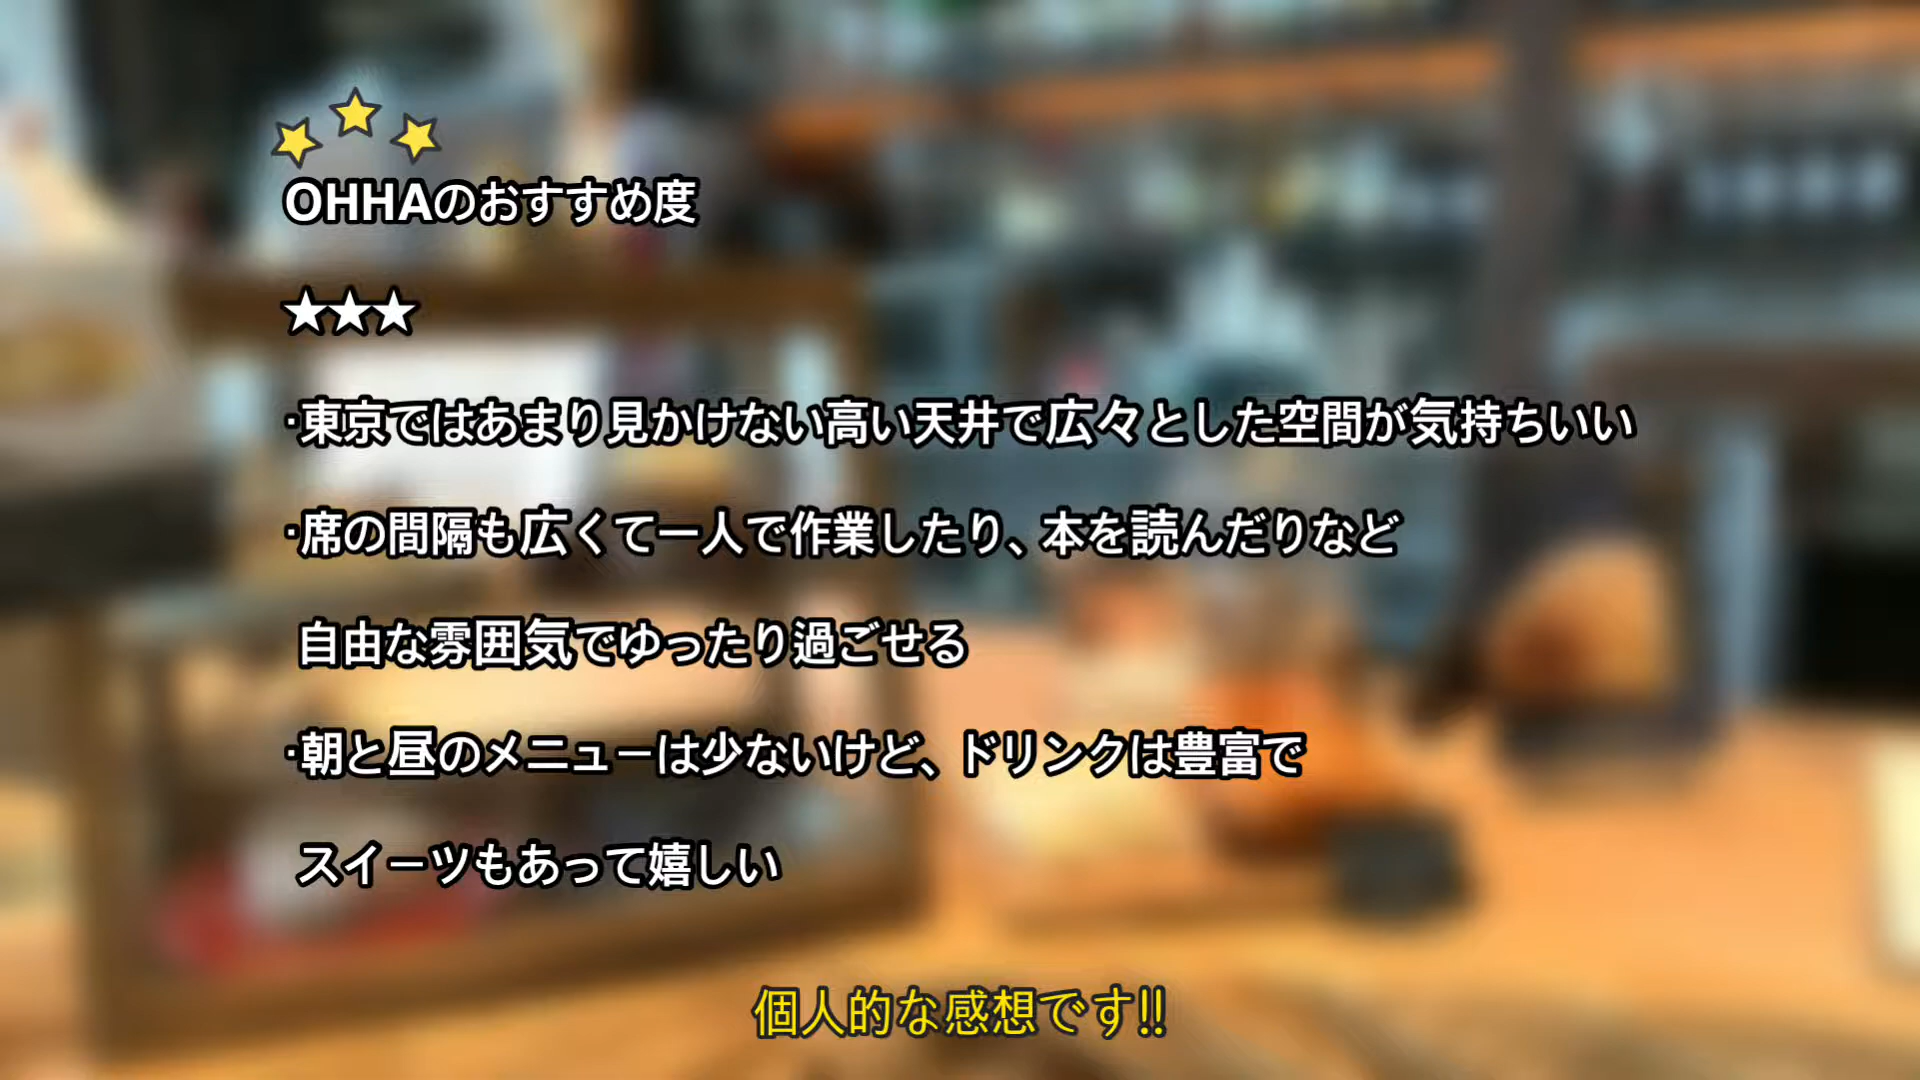 OHHAのおすすめ度
★★★
·東京ではあまり見かけない高い天井で広々とした空間が気持ちいい
·席の間隔も広くて一人で作業したり、本を読んだりなど
自由な雰囲気でゆったり過ごせる
·朝と昼のメニューは少ないけど、ドリンクは豊富で
スイーツもあって嬉しい
個人的な感想です!!